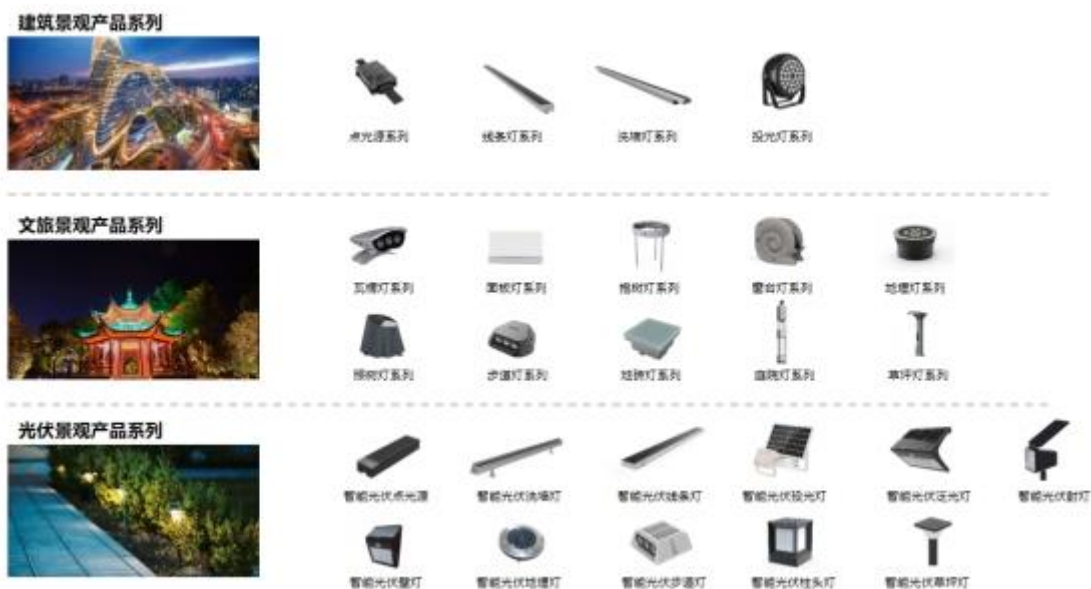 建筑景观产品系列
点光源系列
线条灯系列
洗墙灯系列
投光灯系列
文旅景观产品系列
瓦楞灯系列
面板灯系列
抱树灯系列
窗台灯系列
地埋灯系列
照树灯系列
步道灯系列
地砖灯系列
庭院灯系列
草坪灯系列
光伏景观产品系列
智能光伏点光源
智能光伏洗墙灯
智能光伏线条灯
智能光伏投光灯
智能光伏泛光灯
智能光伏射灯
智能光伏壁灯
智能光伏地埋灯
智能光伏步道灯
智能光伏柱头灯
智能光伏草坪灯